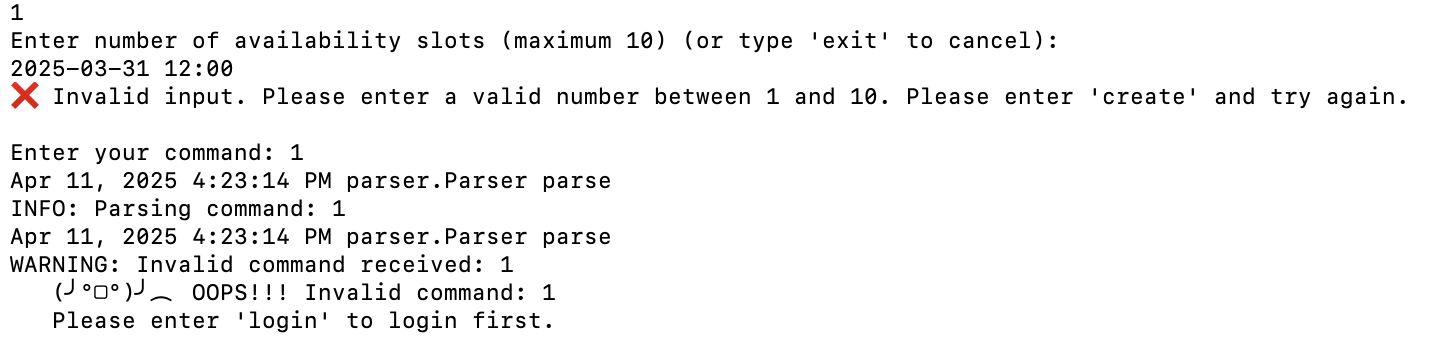 1
Enter number of availability slots (maximum 10) (or type 'exit' to cancel):
2025-03-31 12:00
❌ Invalid input. Please enter a valid number between 1 and 10. Please enter 'create' and try again.
Enter your command: 1
Apr 11, 2025 4:23:14 PM parser.Parser parse
INFO: Parsing command: 1
Apr 11, 2025 4:23:14 PM parser.Parser parse
WARNING: Invalid command received: 1
(╯°□°)╯︵ OOPS!!! Invalid command: 1
Please enter 'login' to login first.